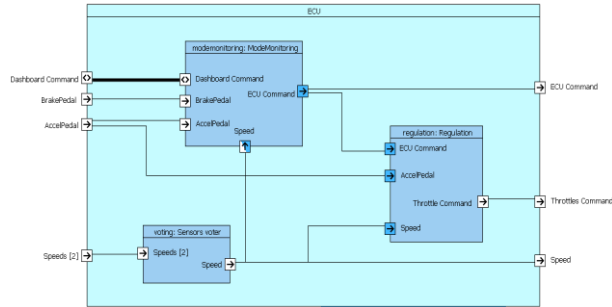 ECU
modemonitoring: ModeMonitoring
Dashboard Command
Dashboard Command
ECU Command
ECU Command
BrakePedal
BrakePedal
AccelPedal
AccelPedal
Speed
regulation: Regulation
ECU Command
AccelPedal
Throttle Command
Throttles Command
Speed
voting: Sensors voter
Speeds [2]
Speeds [2]
Speed
Speed